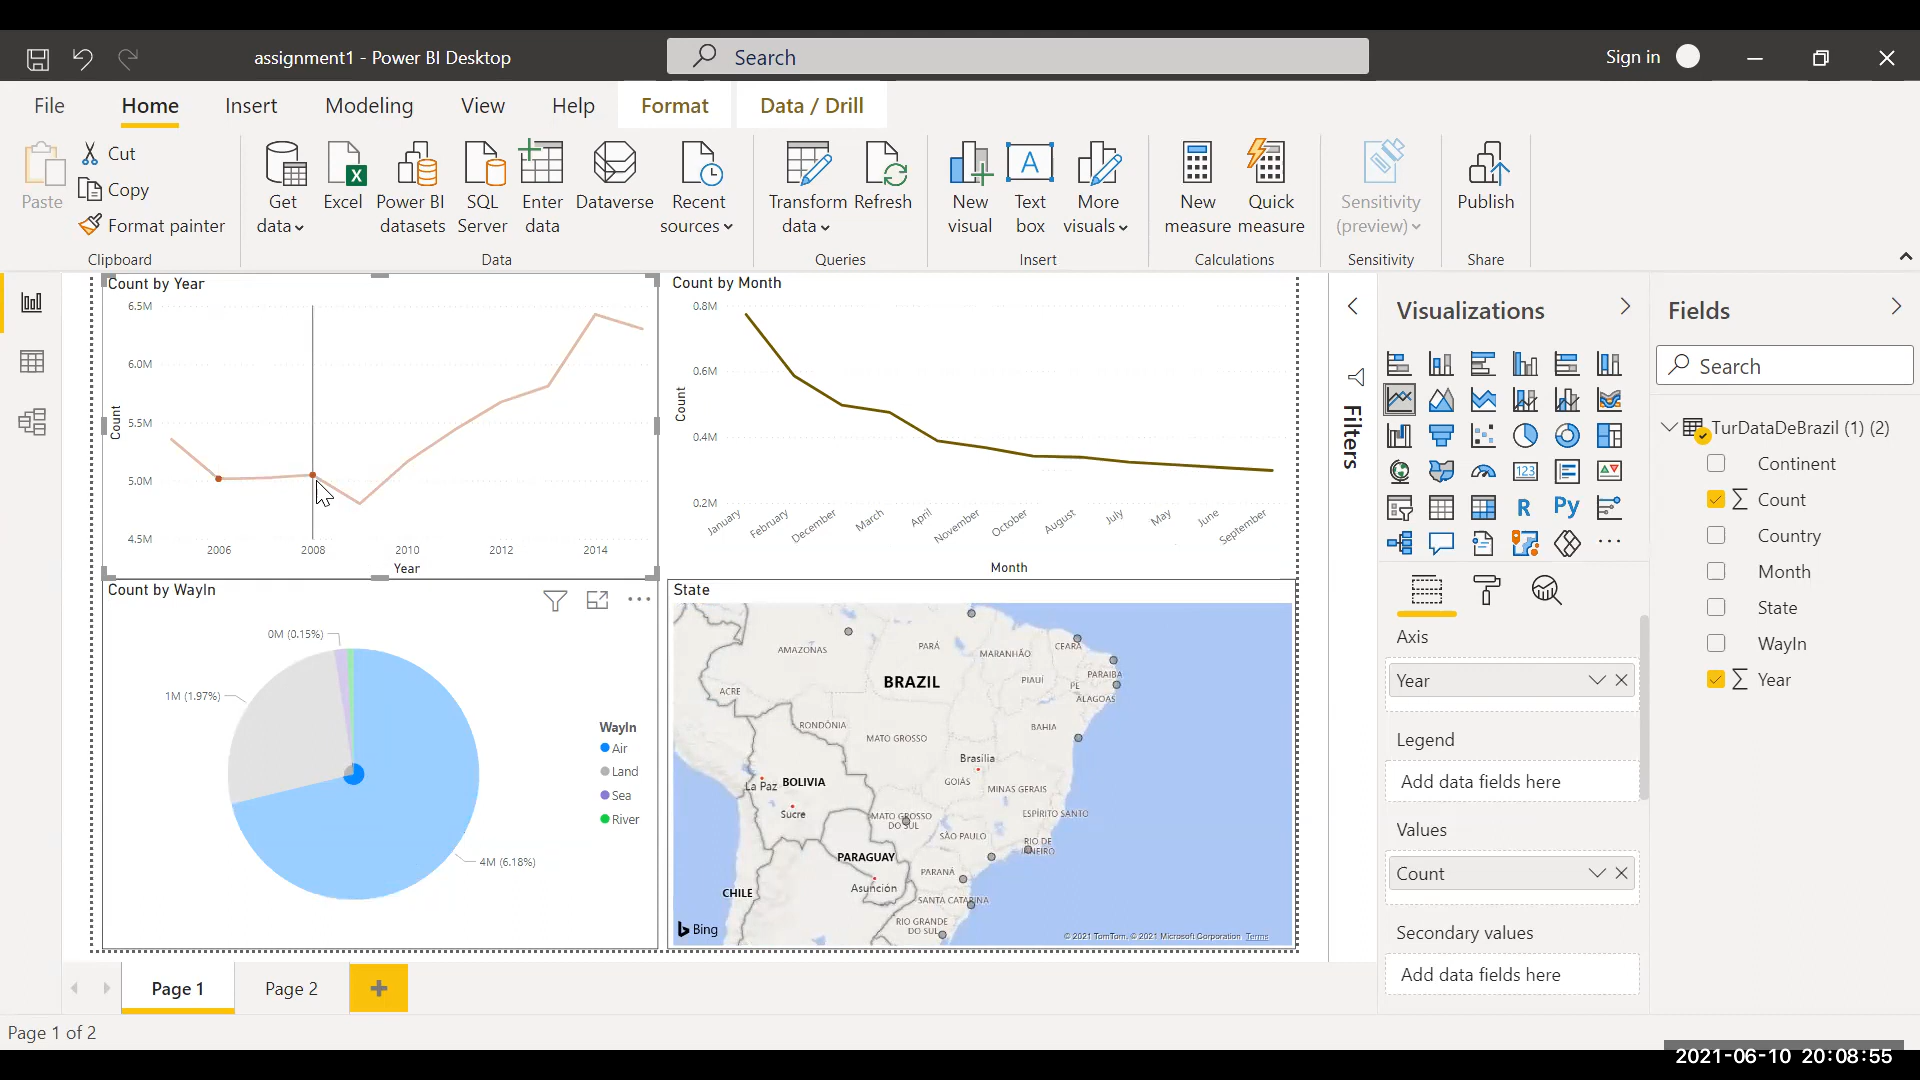 assignment1 - Power BI Desktop
Search
Sign in
File Home Insert Modeling View Help Format Data / Drill
Paste
Cut
Copy
Format painter
Clipboard
Get data
Excel
Power BI datasets
SQL Server
Enter data
Dataverse
Recent sources
Data
Transform data
Refresh
Queries
New visual
A
Text box
More visuals
Insert
New measure
Quick measure
Calculations
Sensitivity (preview)
Sensitivity
Publish
Share
Count by Year
6.5M
6.0M
5.5M
5.0M
4.5M
Count
2006 2008 2010 2012 2014
Year
Count by Month
0.8M
0.6M
0.4M
0.2M
Count
January February December March April November October August July May June September
Month
Count by WayIn
0M (0.15%)
1M (1.97%)
4M (6.18%)
WayIn
Air
Land
Sea
River
State
AMAZONAS
PARÁ
MARANHÃO
CEARÁ
PARAIBA
PIAUÍ
PE
ALAGOAS
BRAZIL
ACRE
RONDÔNIA
MATO GROSSO
BAHIA
Brasília
GOIÁS
MINAS GERAIS
La Paz
BOLIVIA
Sucre
MATO GROSSO
DO SUL
ESPÍRITO SANTO
SÃO PAULO
RIO DE
JANEIRO
PARAGUAY
PARANÁ
Asunción
CHILE
SANTA CATARINA
RIO GRANDE
DO SUL
Bing
© 2021 TomTom, © 2021 Microsoft Corporation Terms
Filters
Visualizations
123
R
Py
Axis
Year
Legend
Add data fields here
Values
Count
Secondary values
Add data fields here
Fields
Search
TurDataDeBrazil (1) (2)
Continent
Count
Country
Month
State
WayIn
Year
Page 1
Page 2
Page 1 of 2
2021-06-10 20:08:55